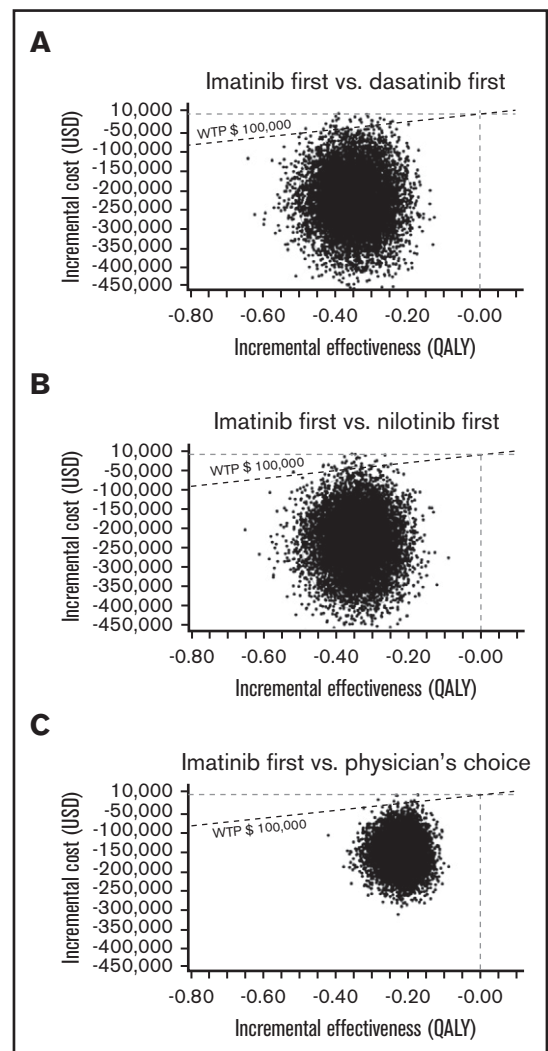 A
Imatinib first vs. dasatinib first
Incremental cost (USD)
10,000
-50,000
-100,000
-150,000
-200,000
-250,000
-300,000
-350,000
-400,000
-450,000
WTP $ 100,000
-0.80 -0.60 -0.40 -0.20 -0.00
Incremental effectiveness (QALY)
B
Imatinib first vs. nilotinib first
Incremental cost (USD)
10,000
-50,000
-100,000
-150,000
-200,000
-250,000
-300,000
-350,000
-400,000
-450,000
WTP $ 100,000
-0.80 -0.60 -0.40 -0.20 -0.00
Incremental effectiveness (QALY)
C
Imatinib first vs. physician's choice
Incremental cost (USD)
10,000
-50,000
-100,000
-150,000
-200,000
-250,000
-300,000
-350,000
-400,000
-450,000
WTP $ 100,000
-0.80 -0.60 -0.40 -0.20 -0.00
Incremental effectiveness (QALY)